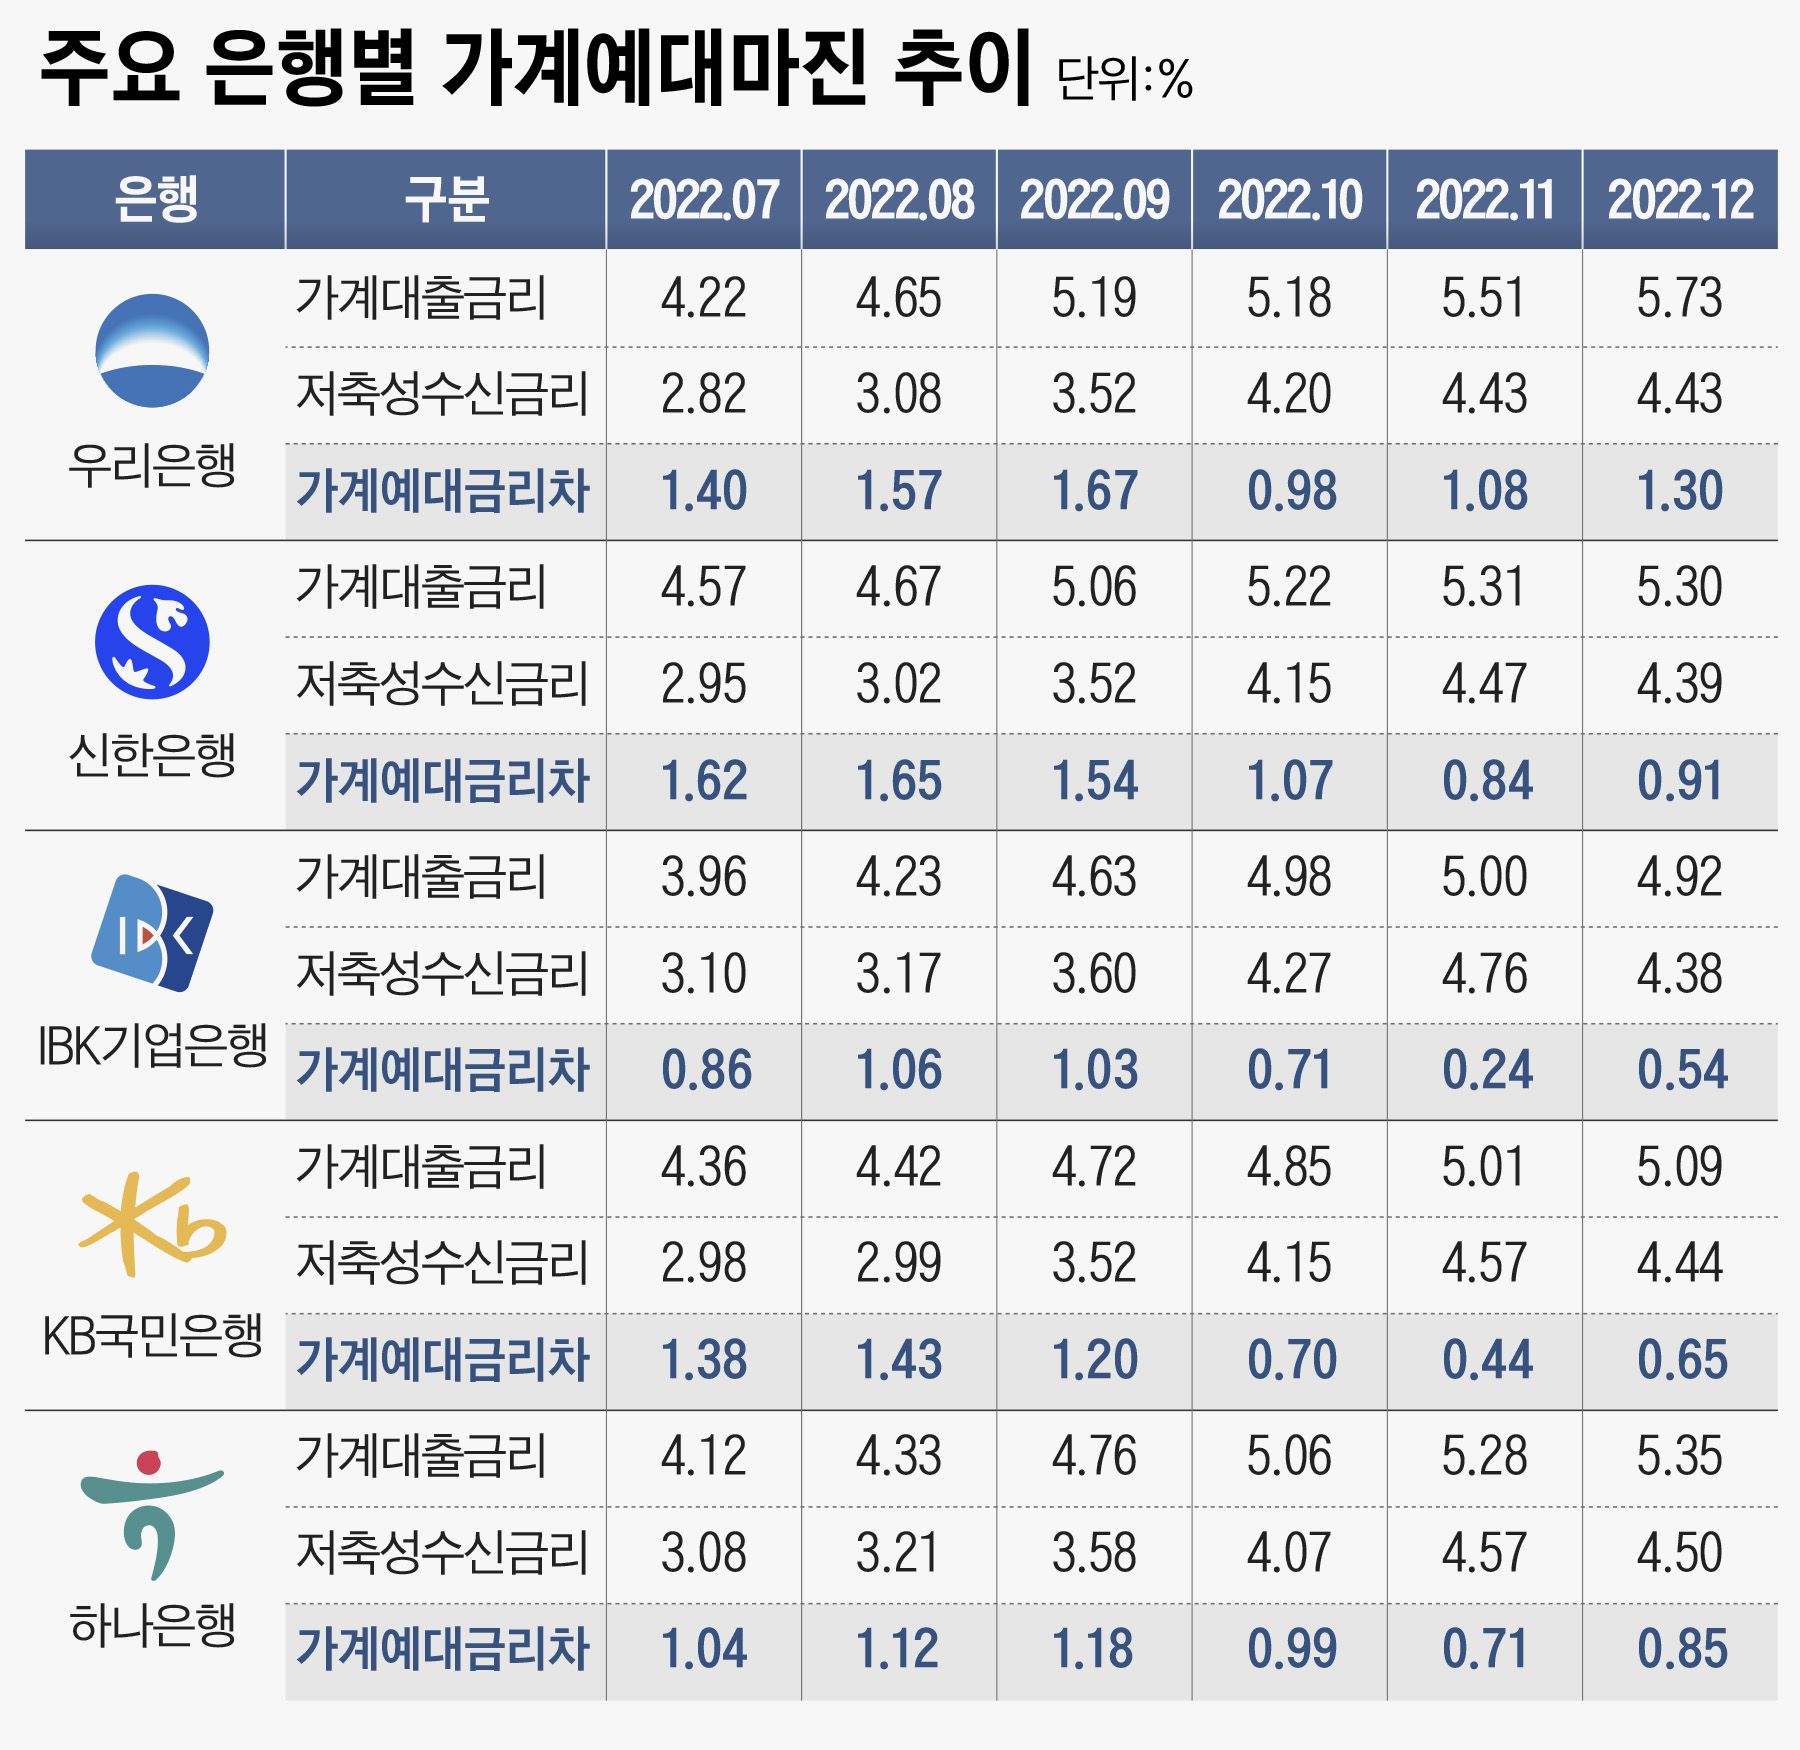 주요 은행별 가계예대마진 추이 단위:%
은행 구분 2022.07 2022.08 2022.09 2022.10 2022.11 2022.12
가계대출금리 4.22 4.65 5.19 5.18 5.51 5.73
저축성수신금리 2.82 3.08 3.52 4.20 4.43 4.43
우리은행
가계예대금리차 1.40 1.57 1.67 0.98 1.08 1.30
가계대출금리 4.57 4.67 5.06 5.22 5.31 5.30
저축성수신금리 2.95 3.02 3.52 4.15 4.47 4.39
신한은행
가계예대금리차 1.62 1.65 1.54 1.07 0.84 0.91
가계대출금리 3.96 4.23 4.63 4.98 5.00 4.92
IBK
저축성수신금리 3.10 3.17 3.60 4.27 4.76 4.38
IBK기업은행
가계예대금리차 0.86 1.06 1.03 0.71 0.24 0.54
가계대출금리 4.36 4.42 4.72 4.85 5.01 5.09
Kb
저축성수신금리 2.98 2.99 3.52 4.15 4.57 4.44
KB국민은행
가계예대금리차 1.38 1.43 1.20 0.70 0.44 0.65
가계대출금리 4.12 4.33 4.76 5.06 5.28 5.35
저축성수신금리 3.08 3.21 3.58 4.07 4.57 4.50
하나은행
가계예대금리차 1.04 1.12 1.18 0.99 0.71 0.85